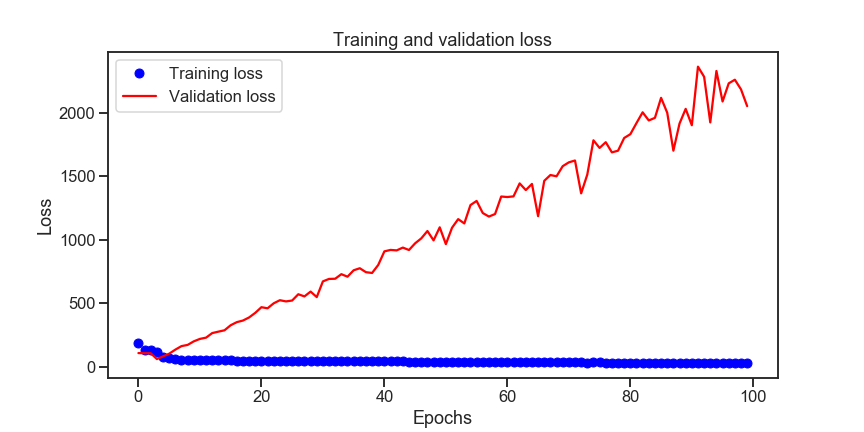 Training and validation loss
Training loss
Validation loss
Loss
2000
1500
1000
500
0
0 20 40 60 80 100
Epochs